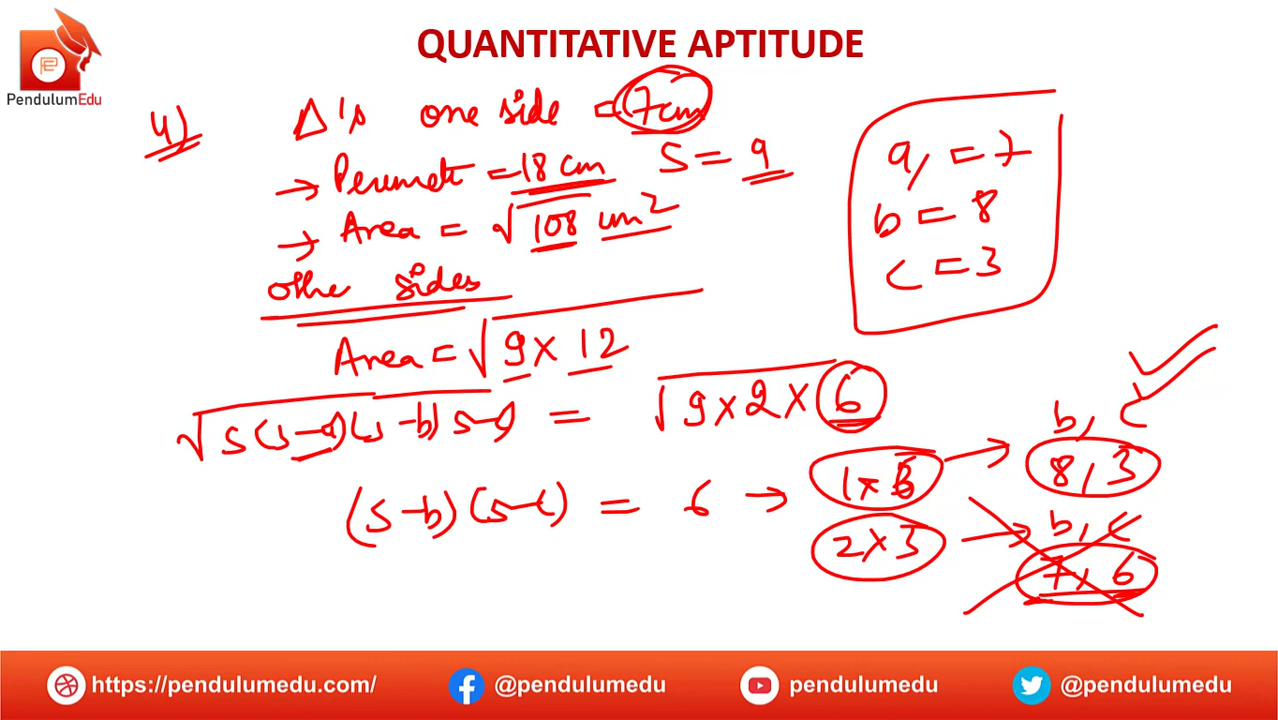 QUANTITATIVE APTITUDE
PendulumEdu
4) Δ's one side = 7cm
→ Perimet = 18 cm S = 9
→ Area = √108 cm²
othe sides
Area = √9 × 12
√s(s-a)(s-b)(s-c) = √9×2×6
(s-b)(s-c) = 6 → 1×6 → b, c
8, 3
2×3 → b, c
7, 6
a = 7
b = 8
c = 3
https://pendulumedu.com/
@pendulumedu
pendulumedu
@pendulumedu